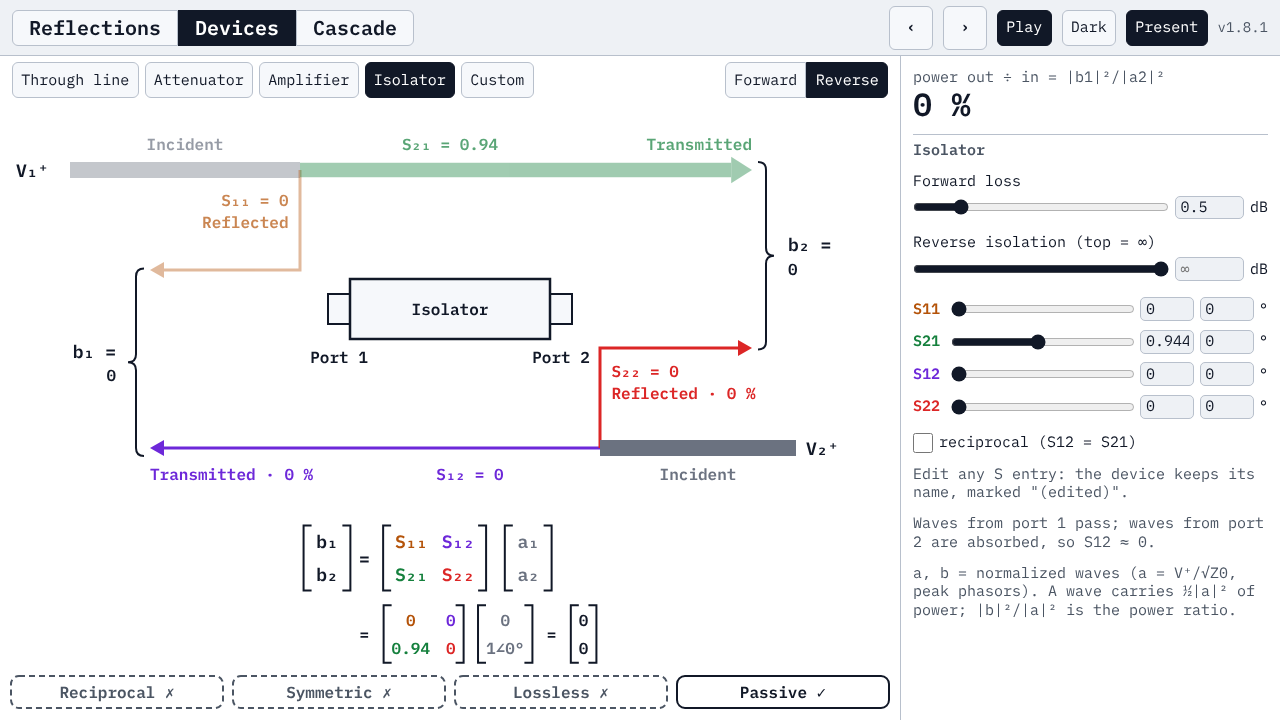 Reflections Devices Cascade
‹ › Play Dark Present v1.8.1
Through line Attenuator Amplifier Isolator Custom
Forward Reverse
Incident S₂₁ = 0.94 Transmitted
V₁⁺
S₁₁ = 0
Reflected
b₂ =
0
Isolator
Port 1 Port 2
b₁ =
0
S₂₂ = 0
Reflected · 0 %
V₂⁺
Transmitted · 0 % S₁₂ = 0 Incident
b₁ = S₁₁ S₁₂ a₁
b₂ S₂₁ S₂₂ a₂
= 0 0 0 = 0
0.94 0 1∠0° 0
Reciprocal ✗ Symmetric ✗ Lossless ✗ Passive ✓
power out ÷ in = |b1|²/|a2|²
0 %
Isolator
Forward loss
0.5 dB
Reverse isolation (top = ∞)
∞ dB
S11 0 0 °
S21 0.944 0 °
S12 0 0 °
S22 0 0 °
reciprocal (S12 = S21)
Edit any S entry: the device keeps its
name, marked "(edited)".
Waves from port 1 pass; waves from port
2 are absorbed, so S12 ≈ 0.
a, b = normalized waves (a = V⁺/√Z0,
peak phasors). A wave carries ½|a|² of
power; |b|²/|a|² is the power ratio.